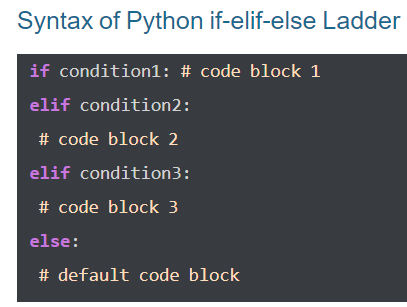 Syntax of Python if-elif-else Ladder
if condition1: # code block 1
elif condition2:
# code block 2
elif condition3:
# code block 3
else:
# default code block